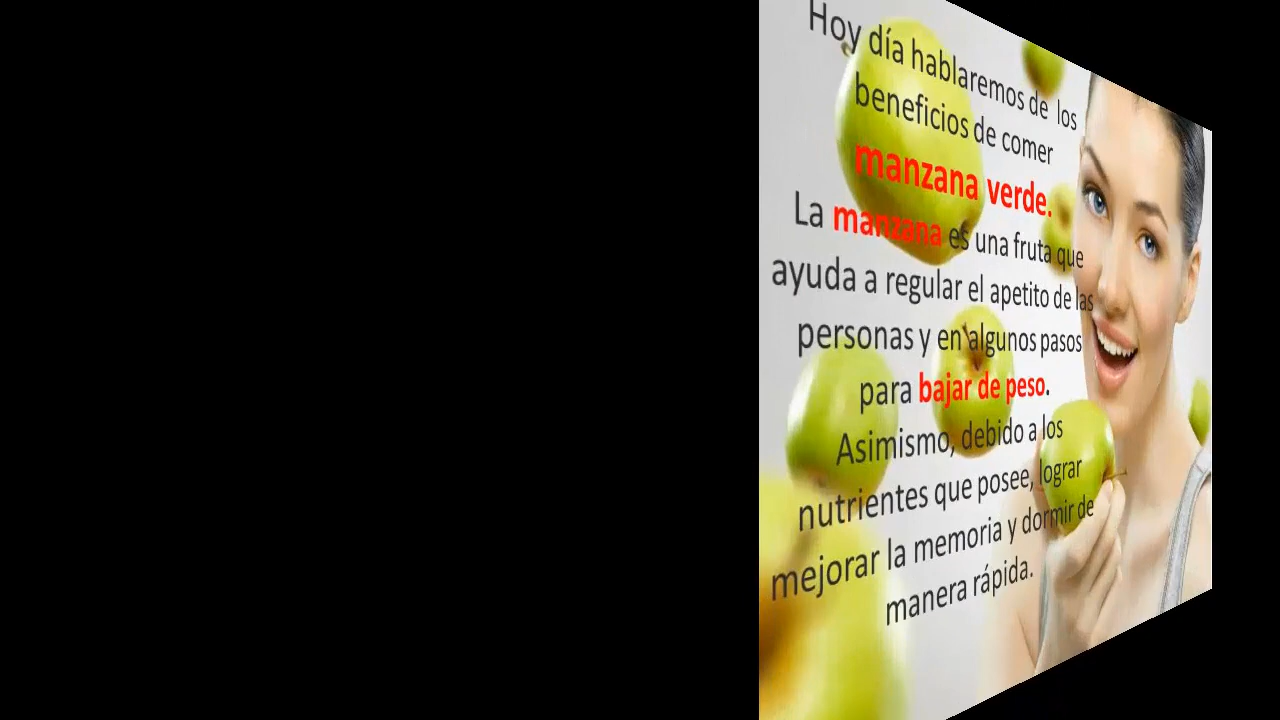 Hoy día hablaremos de los
beneficios de comer
manzana verde.
La manzana es una fruta que
ayuda a regular el apetito de las
personas y en algunos pasos
para bajar de peso.
Asimismo, debido a los
nutrientes que posee, lograr
mejorar la memoria y dormir de
manera rápida.